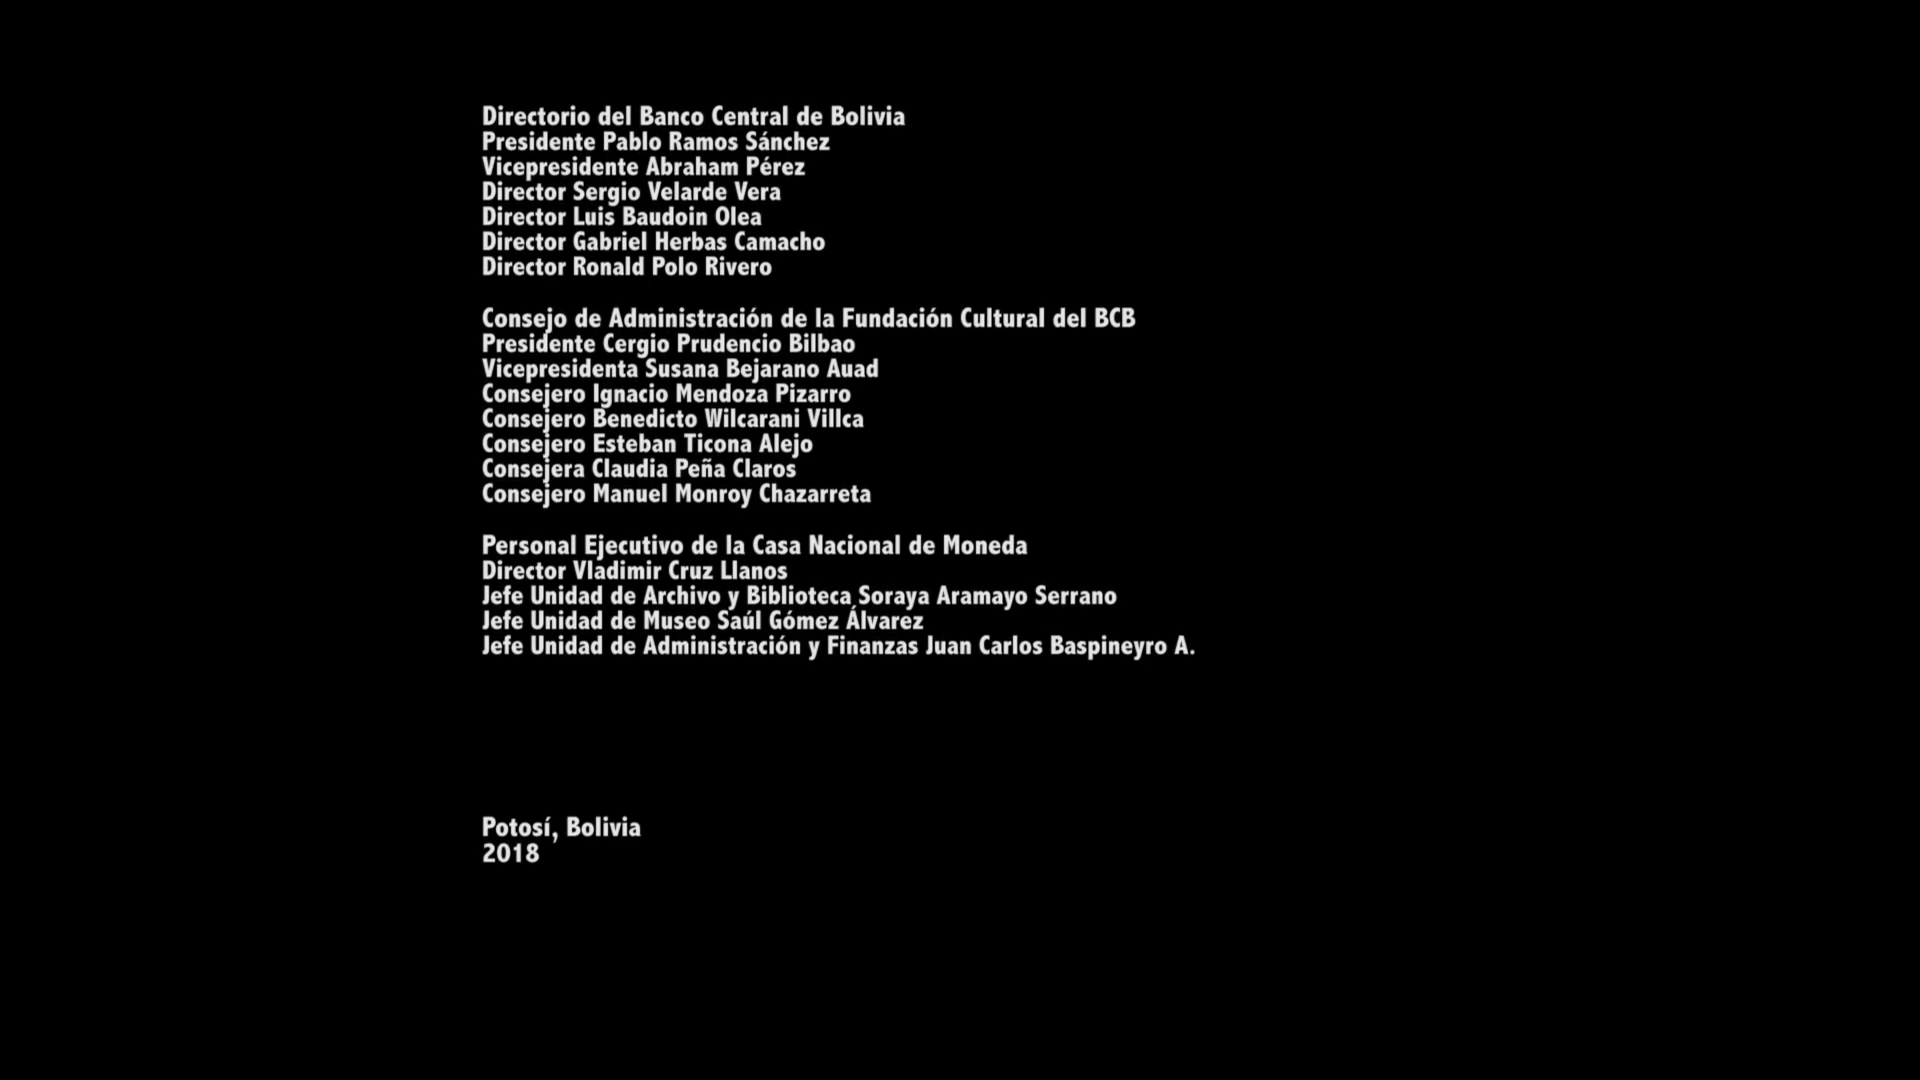 Directorio del Banco Central de Bolivia
Presidente Pablo Ramos Sánchez
Vicepresidente Abraham Pérez
Director Sergio Velarde Vera
Director Luis Baudoin Olea
Director Gabriel Herbas Camacho
Director Ronald Polo Rivero
Consejo de Administración de la Fundación Cultural del BCB
Presidente Cergio Prudencio Bilbao
Vicepresidenta Susana Bejarano Auad
Consejero Ignacio Mendoza Pizarro
Consejero Benedicto Wilcarani Villca
Consejero Esteban Ticona Alejo
Consejera Claudia Peña Claros
Consejero Manuel Monroy Chazarreta
Personal Ejecutivo de la Casa Nacional de Moneda
Director Vladimir Cruz Llanos
Jefe Unidad de Archivo y Biblioteca Soraya Aramayo Serrano
Jefe Unidad de Museo Saúl Gómez Álvarez
Jefe Unidad de Administración y Finanzas Juan Carlos Baspineyro A.
Potosí, Bolivia
2018